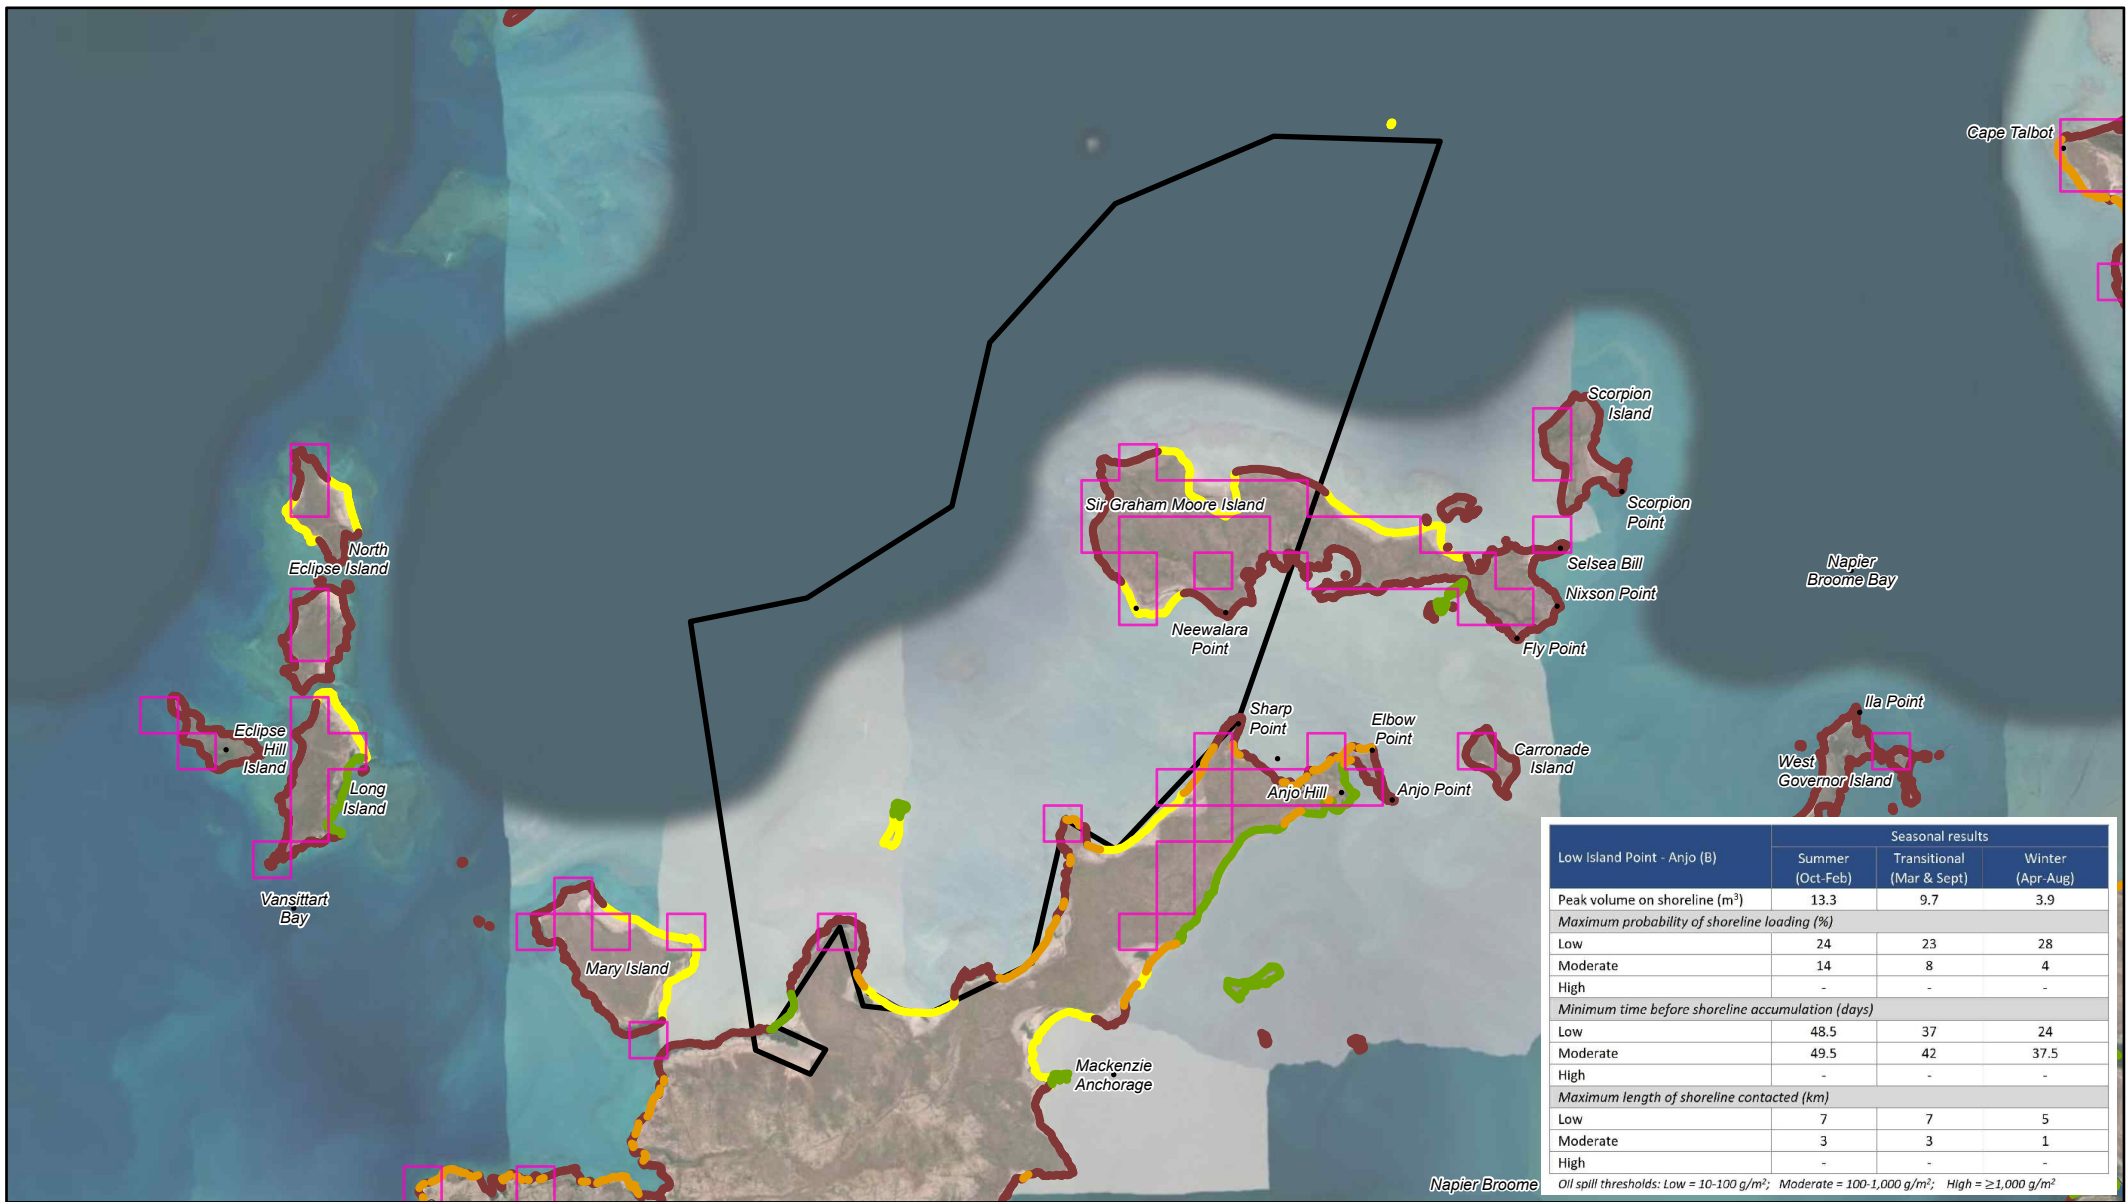 Cape Talbot
Scorpion
Island
Sir Graham Moore Island
Scorpion
Point
North
Eclipse Island
Selsea Bill
Napier
Broome Bay
Nixson Point
Neewalara
Point
Fly Point
Sharp
Point
Elbow
Point
Ila Point
Eclipse
Hill
Island
Carronade
Island
West
Governor Island
Long
Island
Anjo Hill
Anjo Point
Vansittart
Bay
Mary Island
Mackenzie
Anchorage
Napier Broome
Low Island Point - Anjo (B) Seasonal results
Summer (Oct-Feb) Transitional (Mar & Sept) Winter (Apr-Aug)
Peak volume on shoreline (m³) 13.3 9.7 3.9
Maximum probability of shoreline loading (%)
Low 24 23 28
Moderate 14 8 4
High - - -
Minimum time before shoreline accumulation (days)
Low 48.5 37 24
Moderate 49.5 42 37.5
High - - -
Maximum length of shoreline contacted (km)
Low 7 7 5
Moderate 3 3 1
High - - -
Oil spill thresholds: Low = 10-100 g/m²; Moderate = 100-1,000 g/m²; High = ≥1,000 g/m²